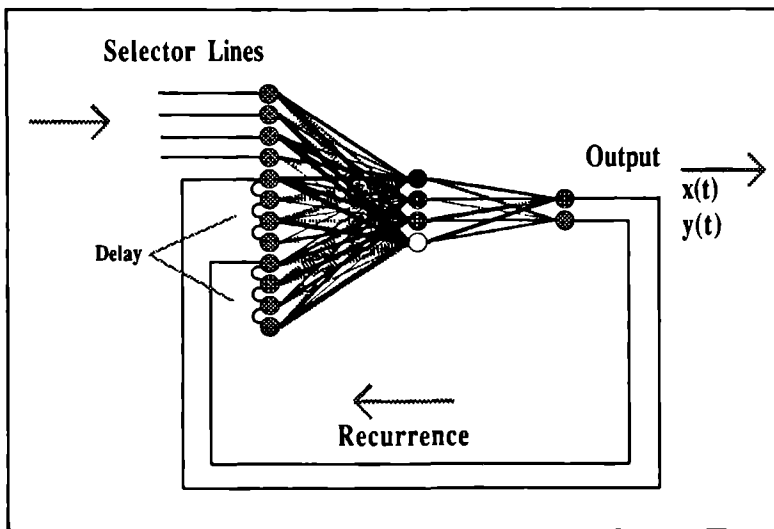 Selector Lines
Output
x(t)
y(t)
Delay
Recurrence